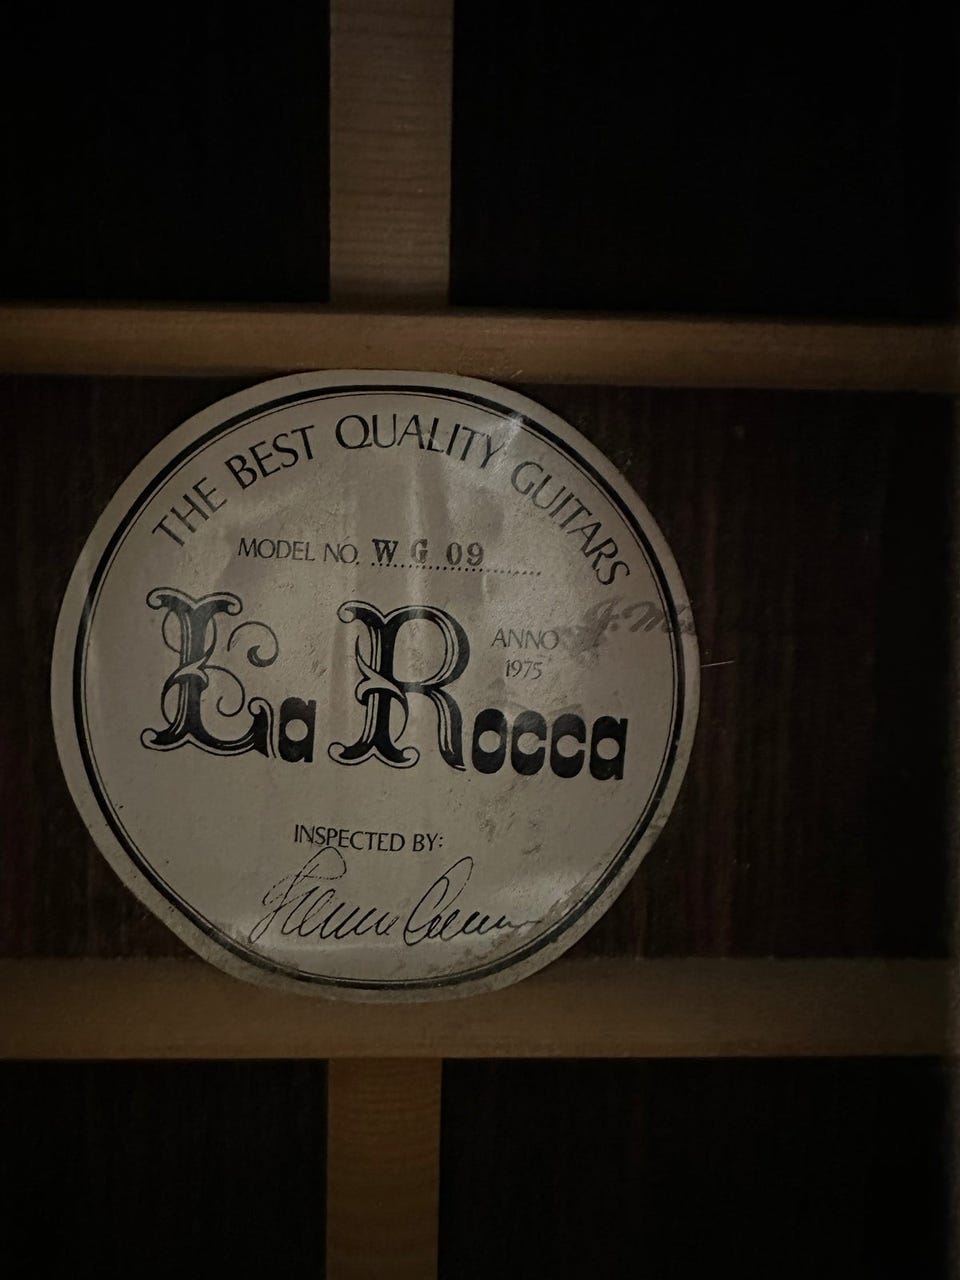 THE BEST QUALITY GUITARS
MODEL NO. W G 09
ANNO
1975
La Rocca
INSPECTED BY: